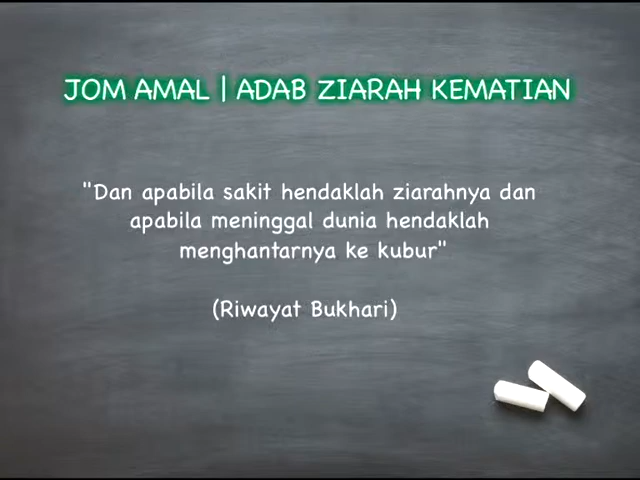 JOM AMAL | ADAB ZIARAH KEMATIAN
"Dan apabila sakit hendaklah ziarahnya dan
apabila meninggal dunia hendaklah
menghantarnya ke kubur"
(Riwayat Bukhari)